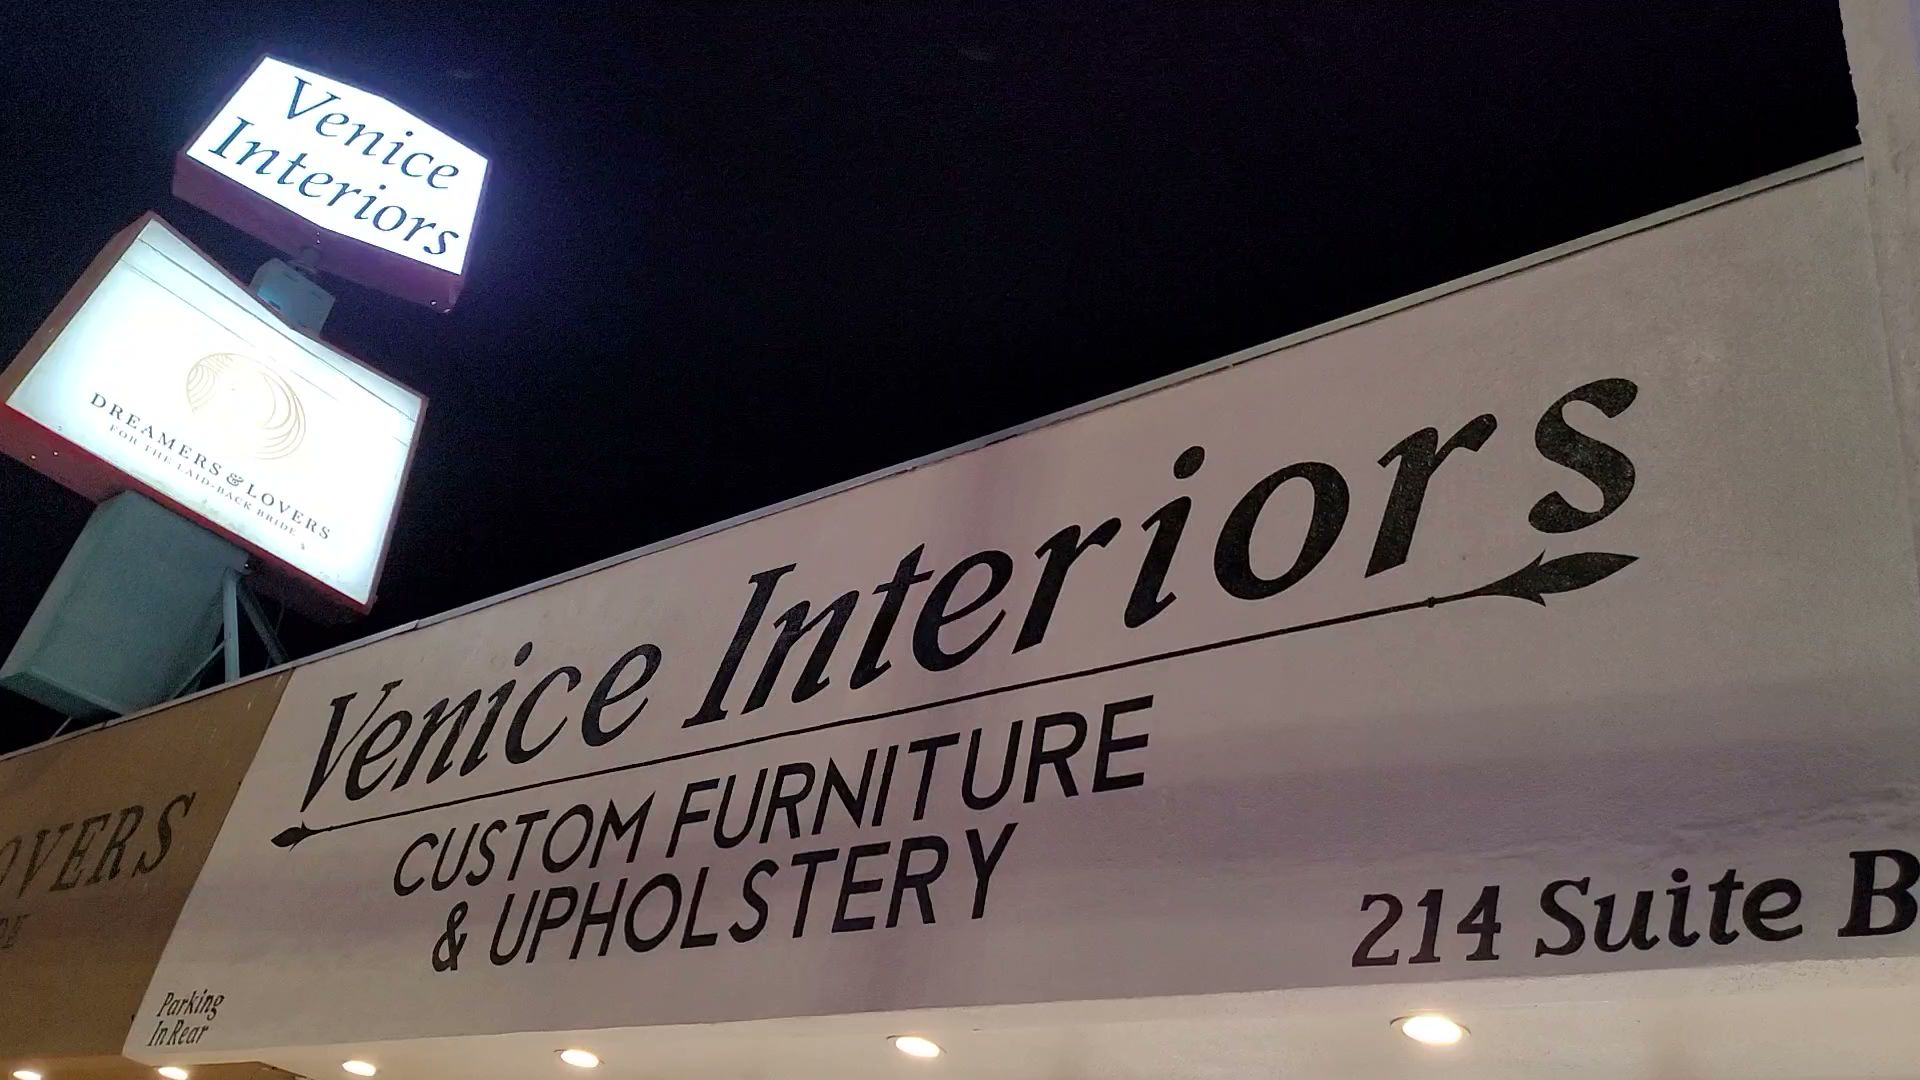 Venice
Interiors
DREAMERS & LOVERS
FOR THE LAID-BACK BRIDE
Venice Interiors
CUSTOM FURNITURE
& UPHOLSTERY
214 Suite B
Parking
In Rear
OVERS